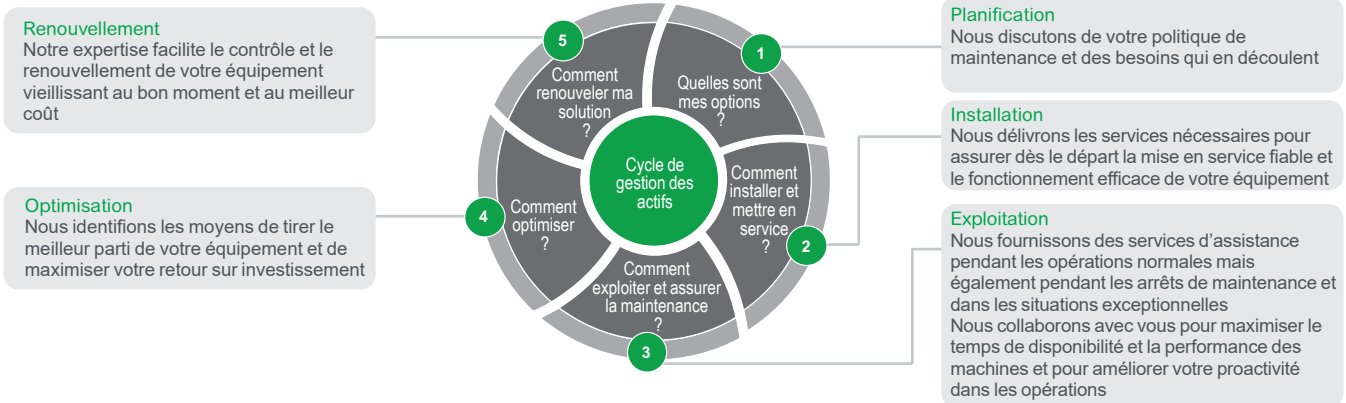 Renouvellement
Notre expertise facilite le contrôle et le
renouvellement de votre équipement
vieillissant au bon moment et au meilleur
coût
Optimisation
Nous identifions les moyens de tirer le
meilleur parti de votre équipement et de
maximiser votre retour sur investissement
5
Comment
renouveler ma
solution
?
1
Quelles sont
mes options
?
Cycle de
gestion des
actifs
4
Comment
optimiser
?
Comment
installer et
mettre en
service
?
2
Comment
exploiter et assurer
la maintenance
?
3
Planification
Nous discutons de votre politique de
maintenance et des besoins qui en découlent
Installation
Nous délivrons les services nécessaires pour
assurer dès le départ la mise en service fiable et
le fonctionnement efficace de votre équipement
Exploitation
Nous fournissons des services d’assistance
pendant les opérations normales mais
également pendant les arrêts de maintenance et
dans les situations exceptionnelles
Nous collaborons avec vous pour maximiser le
temps de disponibilité et la performance des
machines et pour améliorer votre proactivité
dans les opérations